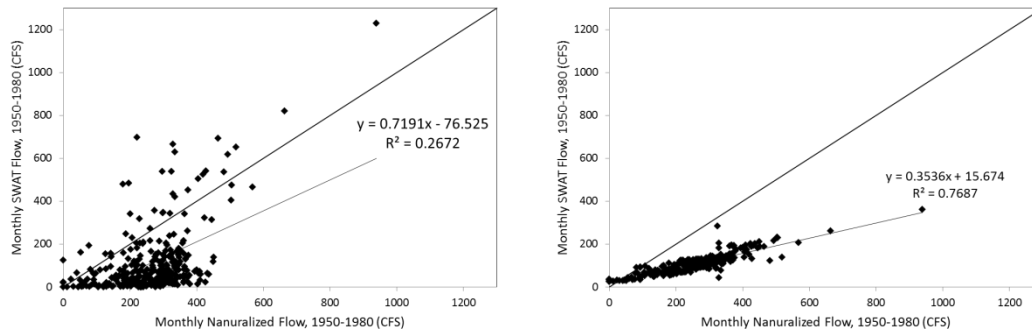 Monthly SWAT Flow, 1950-1980 (CFS)
1200
1000
800
600
400
200
0
y = 0.7191x - 76.525
R² = 0.2672
0 200 400 600 800 1000 1200
Monthly Nanuralized Flow, 1950-1980 (CFS)
Monthly SWAT Flow, 1950-1980 (CFS)
1200
1000
800
600
400
200
0
y = 0.3536x + 15.674
R² = 0.7687
0 200 400 600 800 1000 1200
Monthly Nanuralized Flow, 1950-1980 (CFS)